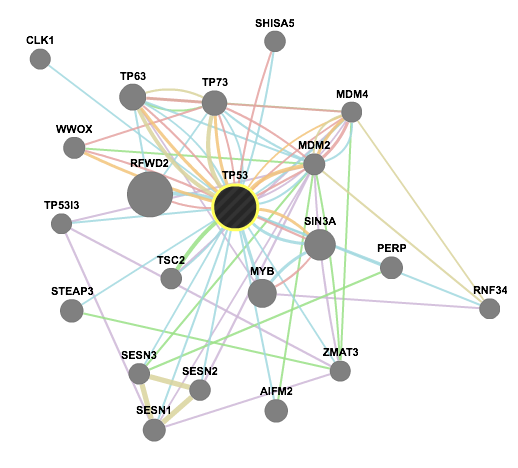 SHISA5
CLK1
TP63
TP73
MDM4
WWOX
MDM2
RFWD2
TP53
TP53I3
SIN3A
PERP
TSC2
MYB
STEAP3
RNF34
SESN3
ZMAT3
SESN2
AIFM2
SESN1